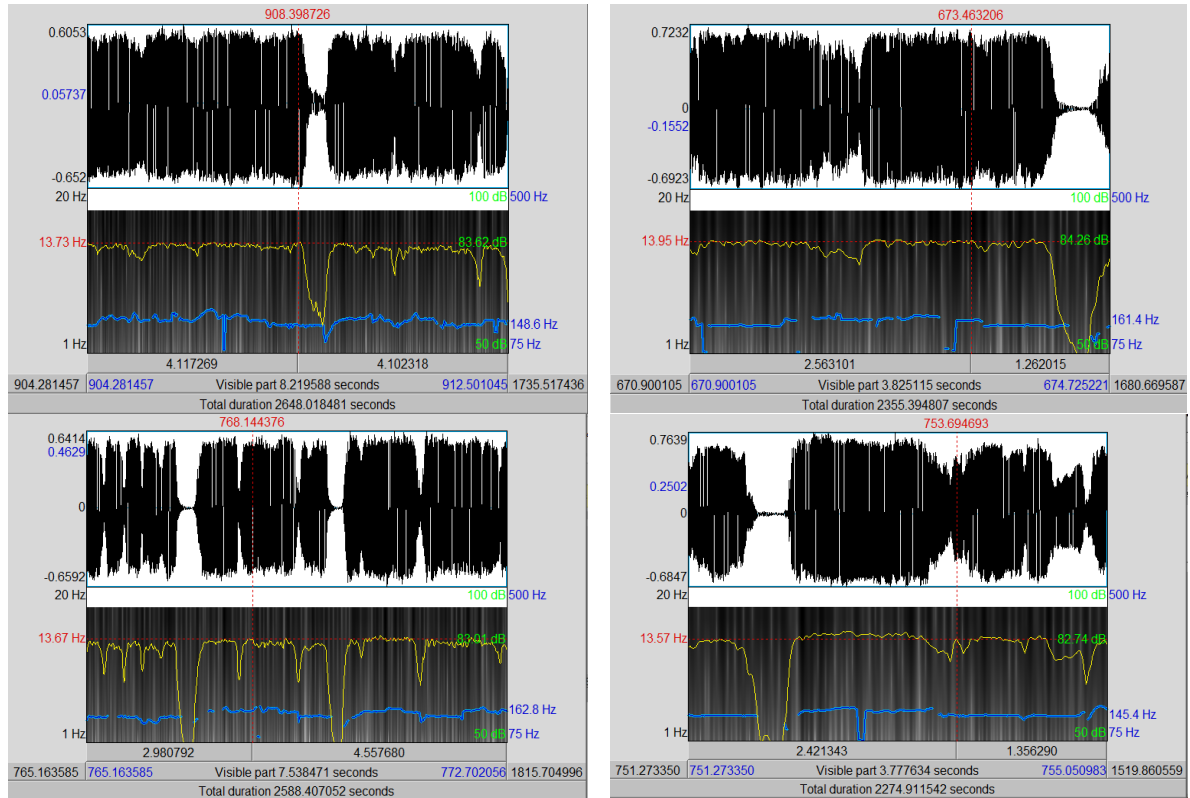 908.398726
0.6053
0.05737
-0.652
20 Hz 100 dB 500 Hz
13.73 Hz 83.62 dB
148.6 Hz
1 Hz 50 dB 75 Hz
4.117269 4.102318
904.281457 904.281457 Visible part 8.219588 seconds 912.501045 1735.517436
Total duration 2648.018481 seconds
673.463206
0.7232
0
-0.1552
-0.6923
20 Hz 100 dB 500 Hz
13.95 Hz 84.26 dB
161.4 Hz
1 Hz 50 dB 75 Hz
2.563101 1.262015
670.900105 670.900105 Visible part 3.825115 seconds 674.725221 1680.669587
Total duration 2355.394807 seconds
768.144376
0.6414
0.4629
0
-0.6592
20 Hz 100 dB 500 Hz
13.67 Hz 83.01 dB
162.8 Hz
1 Hz 50 dB 75 Hz
2.980792 4.557680
765.163585 765.163585 Visible part 7.538471 seconds 772.702056 1815.704996
Total duration 2588.407052 seconds
753.694693
0.7639
0.2502
0
-0.6847
20 Hz 100 dB 500 Hz
13.57 Hz 82.74 dB
145.4 Hz
1 Hz 50 dB 75 Hz
2.421343 1.356290
751.273350 751.273350 Visible part 3.777634 seconds 755.050983 1519.860559
Total duration 2274.911542 seconds